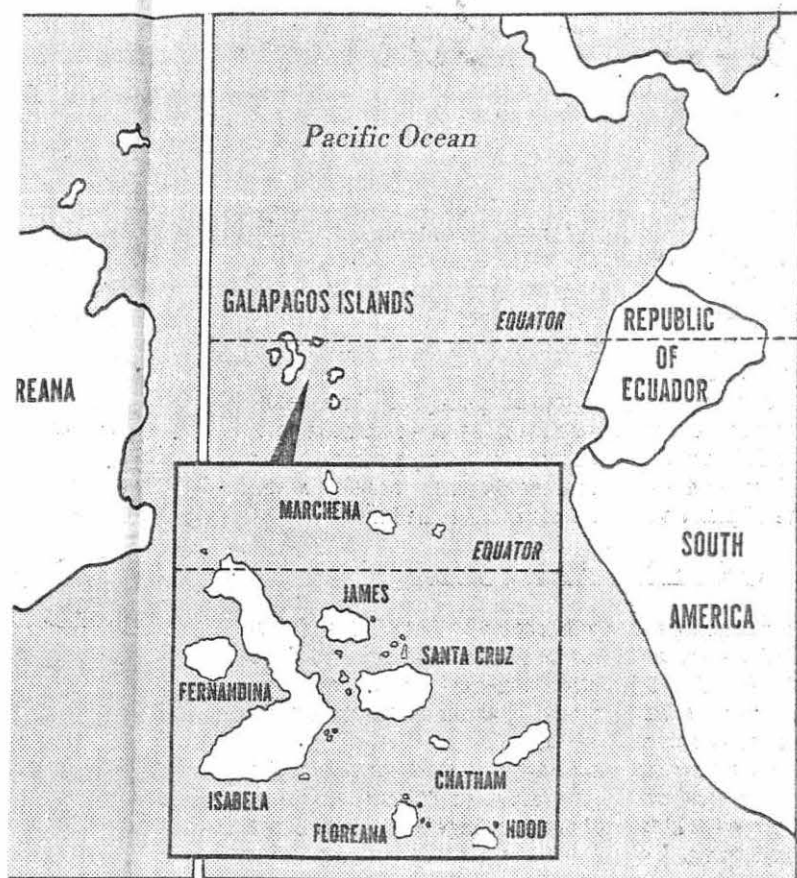 Pacific Ocean
GALAPAGOS ISLANDS
EQUATOR
REPUBLIC
OF
ECUADOR
REANA
MARCHENA
EQUATOR
SOUTH
AMERICA
JAMES
SANTA CRUZ
FERNANDINA
CHATHAM
ISABELA
FLOREANA
HOOD